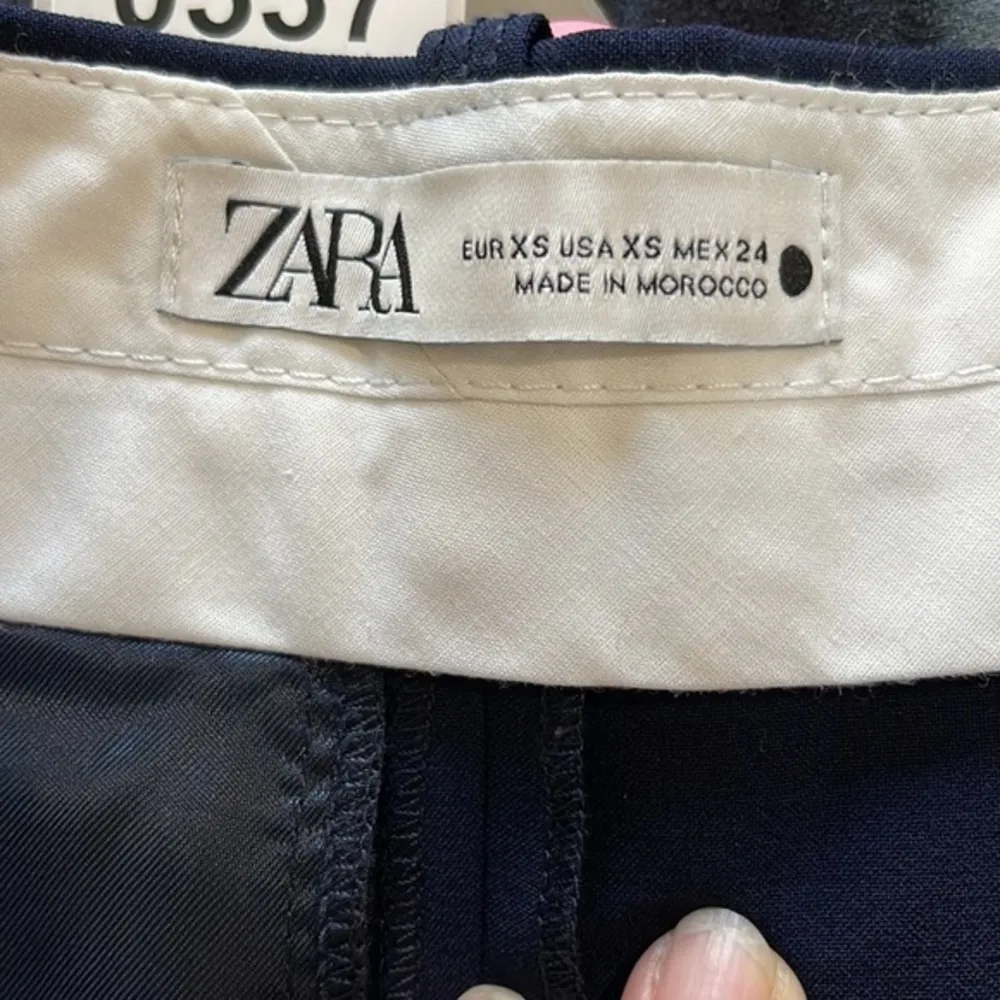 ZARA
EUR XS USA XS MEX 24
MADE IN MOROCCO